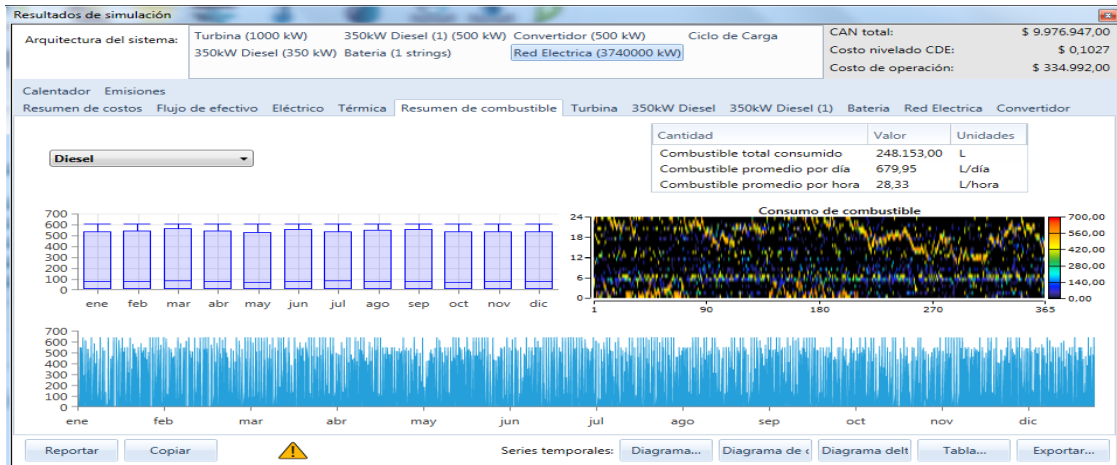 Resultados de simulación
Arquitectura del sistema:
Turbina (1000 kW) 350kW Diesel (1) (500 kW) Convertidor (500 kW) Ciclo de Carga
350kW Diesel (350 kW) Bateria (1 strings) Red Electrica (3740000 kW)
CAN total: $ 9.976.947,00
Costo nivelado CDE: $ 0,1027
Costo de operación: $ 334.992,00
Calentador Emisiones
Resumen de costos Flujo de efectivo Eléctrico Térmica Resumen de combustible Turbina 350kW Diesel 350kW Diesel (1) Bateria Red Electrica Convertidor
Diesel
Cantidad Valor Unidades
Combustible total consumido 248.153,00 L
Combustible promedio por día 679,95 L/día
Combustible promedio por hora 28,33 L/hora
700
600
500
400
300
200
100
0
ene feb mar abr may jun jul ago sep oct nov dic
Consumo de combustible
24
18
12
6
0
1 90 180 270 365
700,00
560,00
420,00
280,00
140,00
0,00
700
600
500
400
300
200
100
0
ene feb mar abr may jun jul ago sep oct nov dic
Reportar Copiar Series temporales: Diagrama... Diagrama de c Diagrama delt Tabla... Exportar...